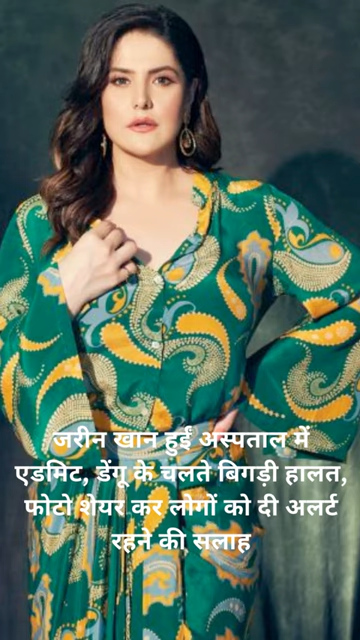 जरीन खान हुईं अस्पताल में
एडमिट, डेंगू के चलते बिगड़ी हालत,
फोटो शेयर कर लोगों को दी अलर्ट
रहने की सलाह